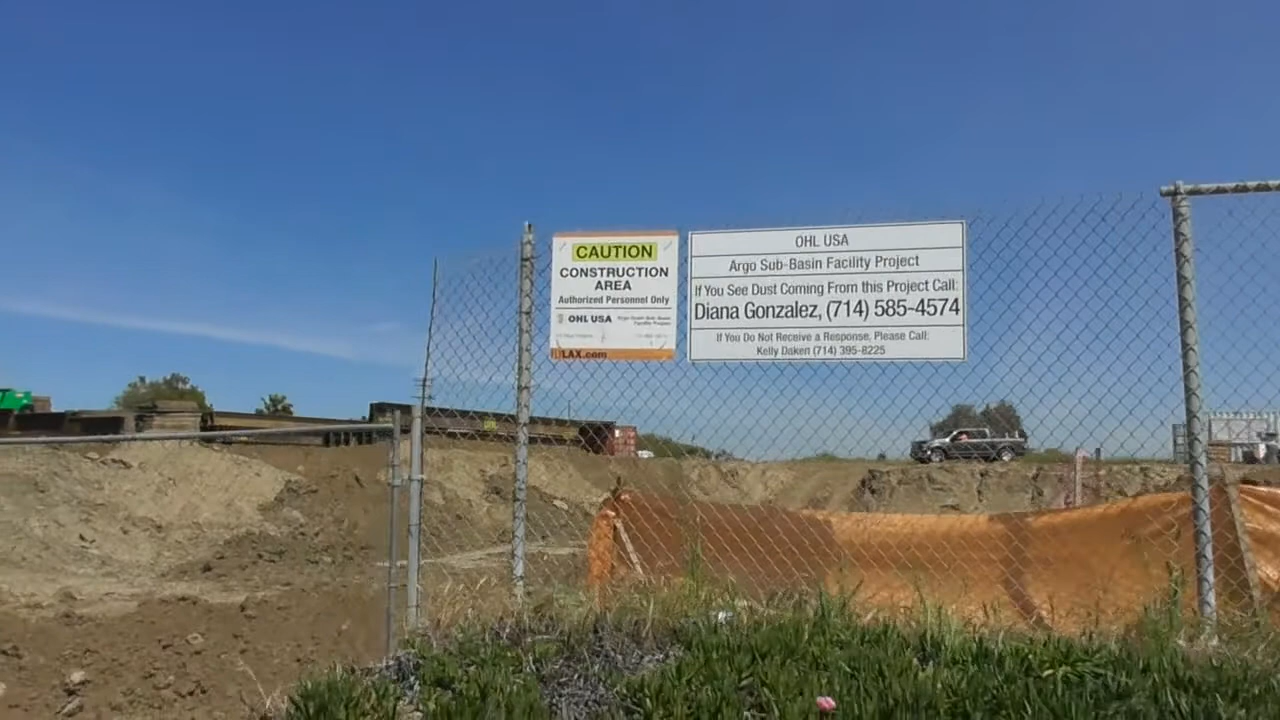 CAUTION
CONSTRUCTION
AREA
Authorized Personnel Only
OHL USA
LAX.com
OHL USA
Argo Sub-Basin Facility Project
If You See Dust Coming From this Project Call:
Diana Gonzalez, (714) 585-4574
If You Do Not Receive a Response, Please Call:
Kelly Daken (714) 395-8225